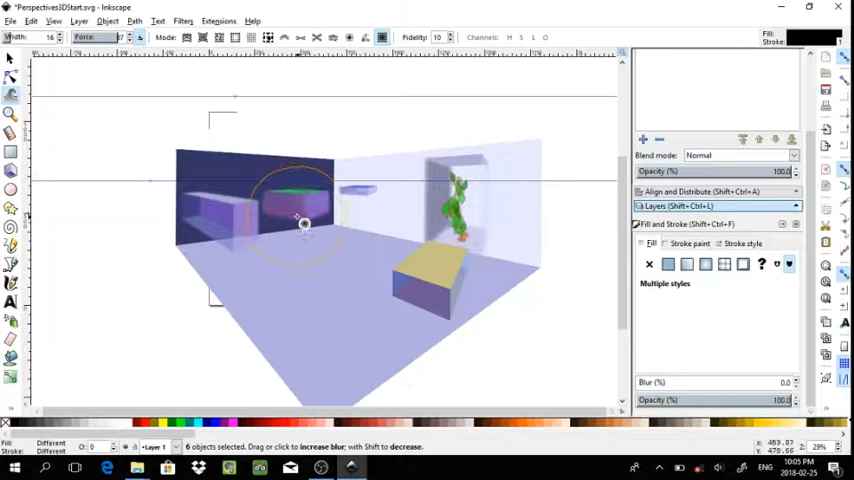 *Perspectives3DStart.svg - Inkscape
File Edit View Layer Object Path Text Filters Extensions Help
Width: 16 Force: 37 Mode: Fidelity: 10 Channels: H S L O
Fill:
Stroke:
Blend mode: Normal
Opacity (%) 100.0
Align and Distribute (Shift+Ctrl+A)
Layers (Shift+Ctrl+L)
Fill and Stroke (Shift+Ctrl+F)
Fill Stroke paint Stroke style
Multiple styles
Blur (%) 0.0
Opacity (%) 100.0
Fill: Different
Stroke: Different
O: 0 Layer 1 6 objects selected. Drag or click to increase blur; with Shift to decrease.
X: Y: Z: 29%
ENG 10:05 PM
2018-02-25